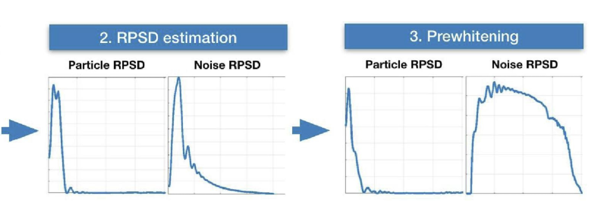 2. RPSD estimation
Particle RPSD Noise RPSD
3. Prewhitening
Particle RPSD Noise RPSD